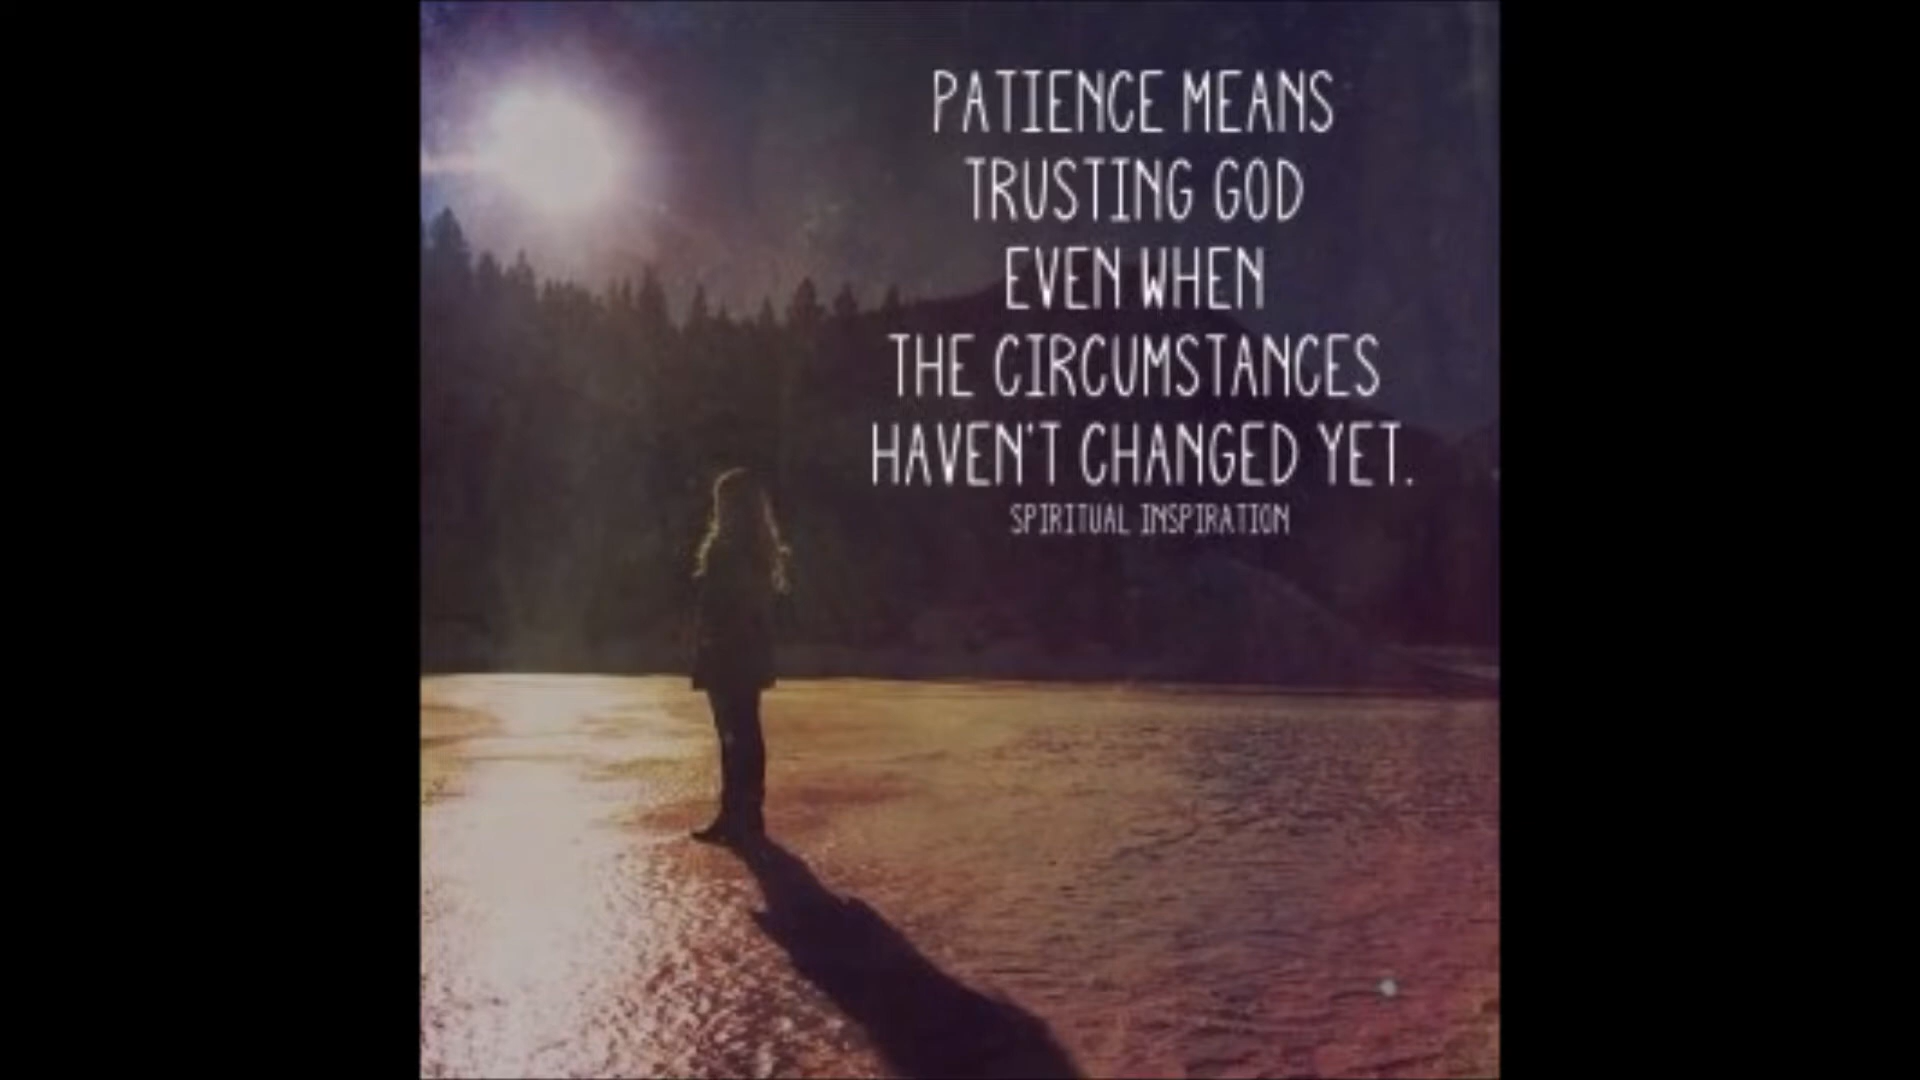 PATIENCE MEANS
TRUSTING GOD
EVEN WHEN
THE CIRCUMSTANCES
HAVEN'T CHANGED YET.
SPIRITUAL INSPIRATION